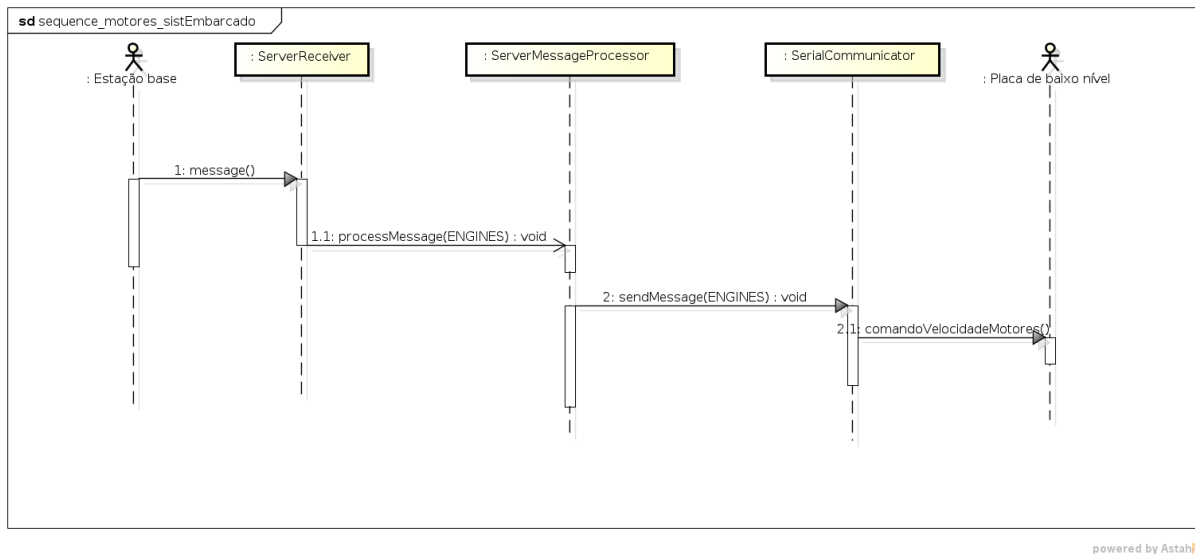 sd sequence_motores_sistEmbarcado
: Estação base
: ServerReceiver
: ServerMessageProcessor
: SerialCommunicator
: Placa de baixo nível
1: message()
1.1: processMessage(ENGINES) : void
2: sendMessage(ENGINES) : void
2.1: comandoVelocidadeMotores()
powered by Astah